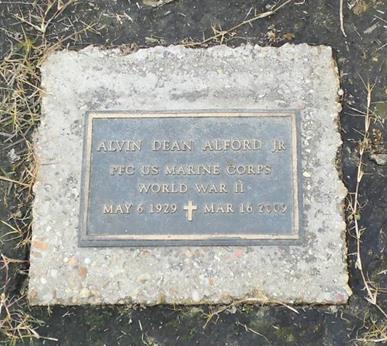 ALVIN DEAN ALFORD JR
PFC US MARINE CORPS
WORLD WAR II
MAY 6 1929 ✝ MAR 16 2009